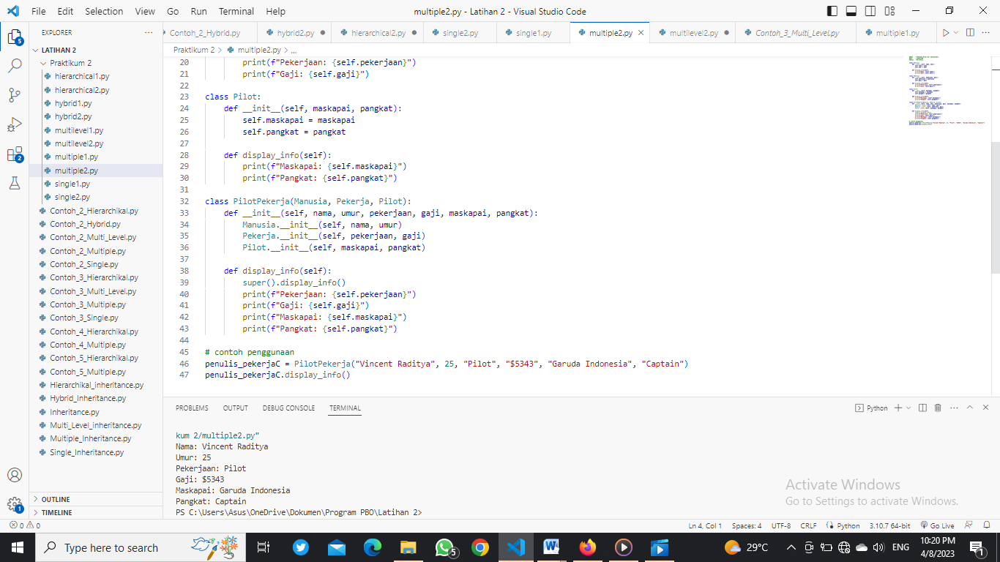 File Edit Selection View Go Run Terminal Help
multiple2.py - Latihan 2 - Visual Studio Code
EXPLORER
LATIHAN 2
Praktikum 2
hierarchical1.py
hierarchical2.py
hybrid1.py
hybrid2.py
multilevel1.py
multilevel2.py
multiple1.py
multiple2.py
single1.py
single2.py
Contoh_2_Hierarchikal.py
Contoh_2_Hybrid.py
Contoh_2_Multi_Level.py
Contoh_2_Multiple.py
Contoh_2_Single.py
Contoh_3_Hierarchikal.py
Contoh_3_Multi_Level.py
Contoh_3_Multiple.py
Contoh_3_Single.py
Contoh_4_Hierarchikal.py
Contoh_4_Multiple.py
Contoh_5_Hierarchikal.py
Contoh_5_Multiple.py
Hierarchikal_inheritance.py
Hybrid_Inheritance.py
Inheritance.py
Multi_Level_inheritance.py
Multiple_Inheritance.py
Single_Inheritance.py
OUTLINE
TIMELINE
5
2
1
Contoh_2_Hybrid.py hybrid2.py hierarchical2.py single2.py single1.py multiple2.py multilevel2.py Contoh_3_Multi_Level.py multiple1.py
Praktikum 2 > multiple2.py > ...
20 print(f"Pekerjaan: {self.pekerjaan}")
21 print(f"Gaji: {self.gaji}")
22
23 class Pilot:
24 def __init__(self, maskapai, pangkat):
25 self.maskapai = maskapai
26 self.pangkat = pangkat
27
28 def display_info(self):
29 print(f"Maskapai: {self.maskapai}")
30 print(f"Pangkat: {self.pangkat}")
31
32 class PilotPekerja(Manusia, Pekerja, Pilot):
33 def __init__(self, nama, umur, pekerjaan, gaji, maskapai, pangkat):
34 Manusia.__init__(self, nama, umur)
35 Pekerja.__init__(self, pekerjaan, gaji)
36 Pilot.__init__(self, maskapai, pangkat)
37
38 def display_info(self):
39 super().display_info()
40 print(f"Pekerjaan: {self.pekerjaan}")
41 print(f"Gaji: {self.gaji}")
42 print(f"Maskapai: {self.maskapai}")
43 print(f"Pangkat: {self.pangkat}")
44
45 # contoh penggunaan
46 penulis_pekerjaC = PilotPekerja("Vincent Raditya", 25, "Pilot", "$5343", "Garuda Indonesia", "Captain")
47 penulis_pekerjaC.display_info()
PROBLEMS OUTPUT DEBUG CONSOLE TERMINAL
Python
kum 2/multiple2.py"
Nama: Vincent Raditya
Umur: 25
Pekerjaan: Pilot
Gaji: $5343
Maskapai: Garuda Indonesia
Pangkat: Captain
PS C:\Users\Asus\OneDrive\Dokumen\Program PBO\Latihan 2>
Activate Windows
Go to Settings to activate Windows.
0 0
Ln 4, Col 1 Spaces: 4 UTF-8 CRLF Python 3.10.7 64-bit Go Live
Type here to search
5
29°C
ENG
10:20 PM
4/8/2023
1